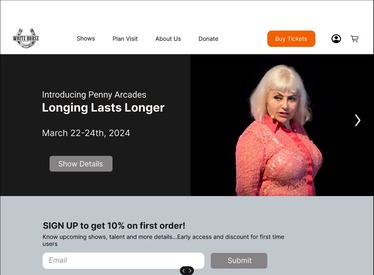 WHITE HORSE
Shows
Plan Visit
About Us
Donate
Buy Tickets
Introducing Penny Arcades
Longing Lasts Longer
March 22-24th, 2024
Show Details
SIGN UP to get 10% on first order!
Know upcoming shows, talent and more details...Early access and discount for first time
users
Email
Submit